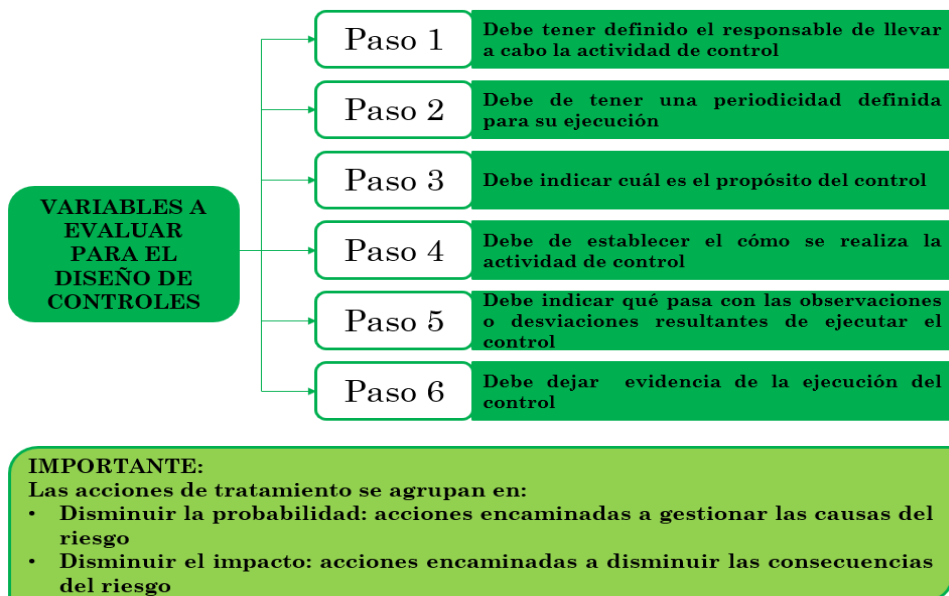 VARIABLES A
EVALUAR
PARA EL
DISEÑO DE
CONTROLES
Paso 1
Debe tener definido el responsable de llevar
a cabo la actividad de control
Paso 2
Debe de tener una periodicidad definida
para su ejecución
Paso 3
Debe indicar cuál es el propósito del control
Paso 4
Debe de establecer el cómo se realiza la
actividad de control
Paso 5
Debe indicar qué pasa con las observaciones
o desviaciones resultantes de ejecutar el
control
Paso 6
Debe dejar evidencia de la ejecución del
control
IMPORTANTE:
Las acciones de tratamiento se agrupan en:
• Disminuir la probabilidad: acciones encaminadas a gestionar las causas del
riesgo
• Disminuir el impacto: acciones encaminadas a disminuir las consecuencias
del riesgo